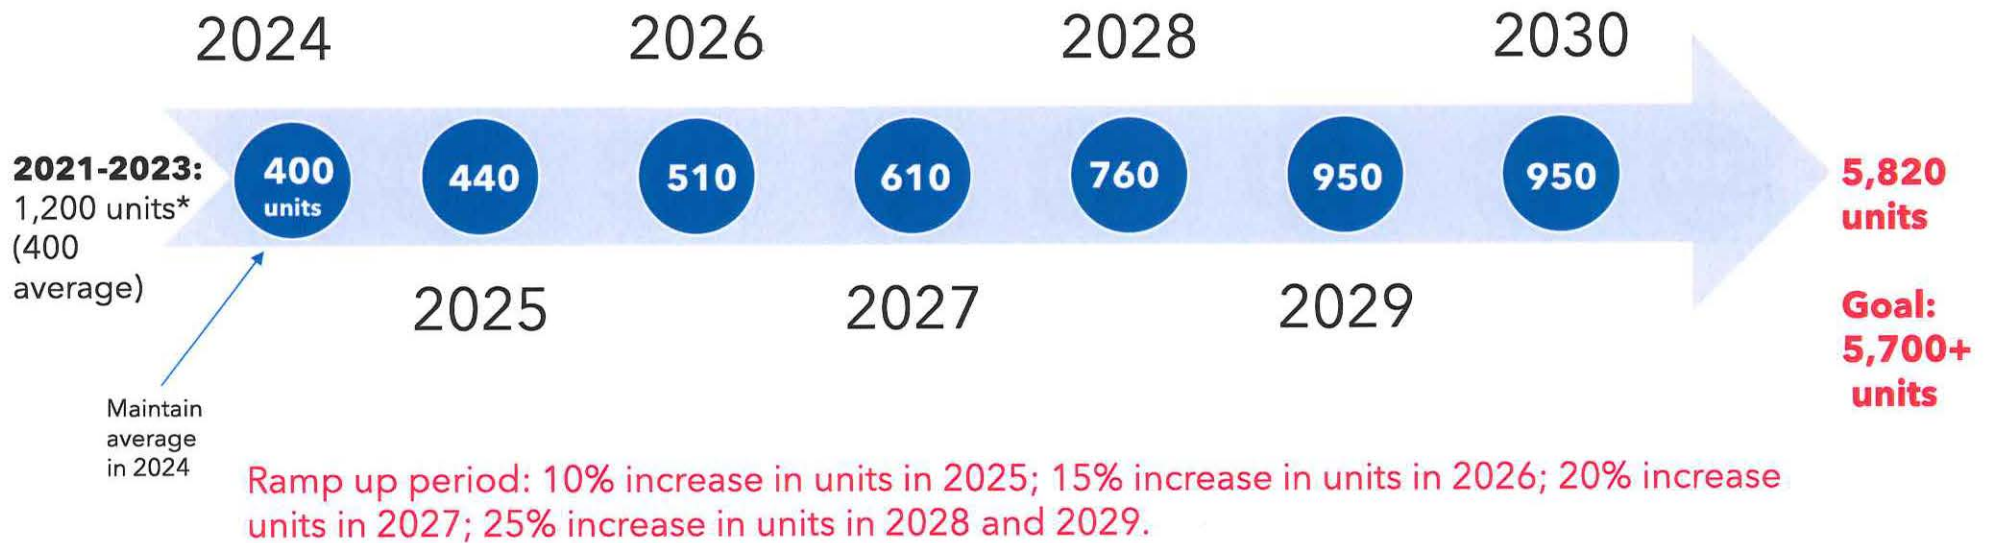 2024
2026
2028
2030
2021-2023:
1,200 units*
(400
average)
400
units
440
510
610
760
950
950
5,820
units
2025
2027
2029
Goal:
5,700+
units
Maintain
average
in 2024
Ramp up period: 10% increase in units in 2025; 15% increase in units in 2026; 20% increase
units in 2027; 25% increase in units in 2028 and 2029.